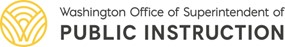 Washington Office of Superintendent of
PUBLIC INSTRUCTION